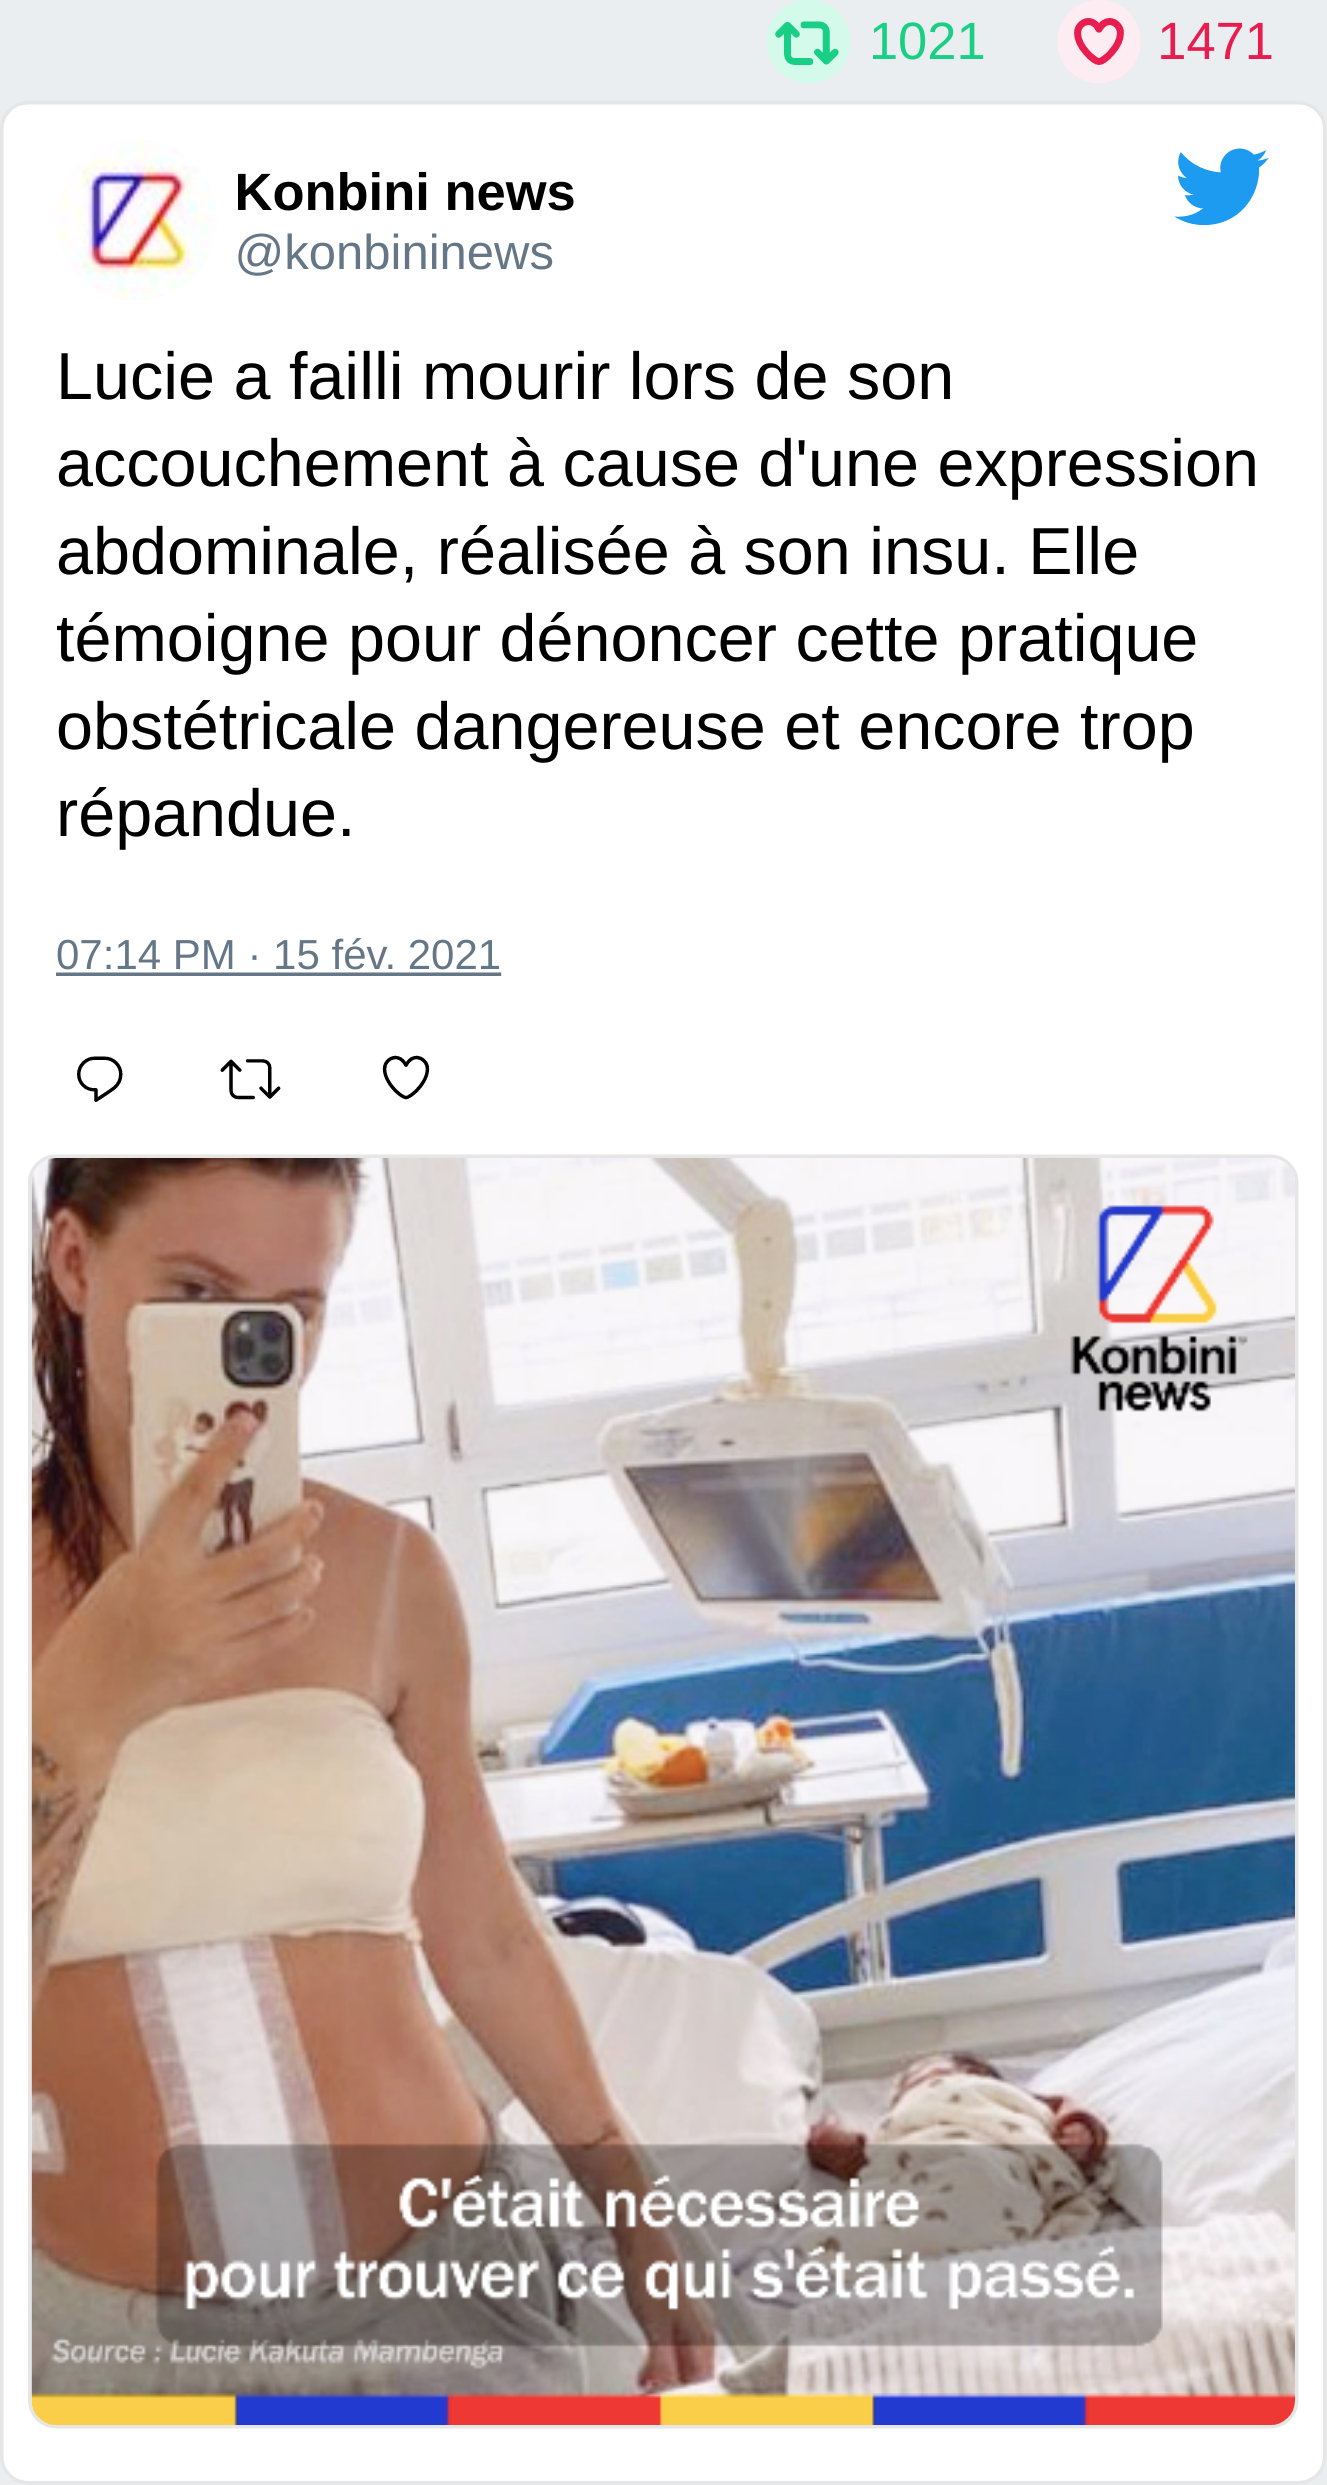 1021 1471
Konbini news
@konbininews
Lucie a failli mourir lors de son
accouchement à cause d'une expression
abdominale, réalisée à son insu. Elle
témoigne pour dénoncer cette pratique
obstétricale dangereuse et encore trop
répandue.
07:14 PM · 15 fév. 2021
Konbini
news
C'était nécessaire
pour trouver ce qui s'était passé.
Source : Lucie Kakuta Mambenga